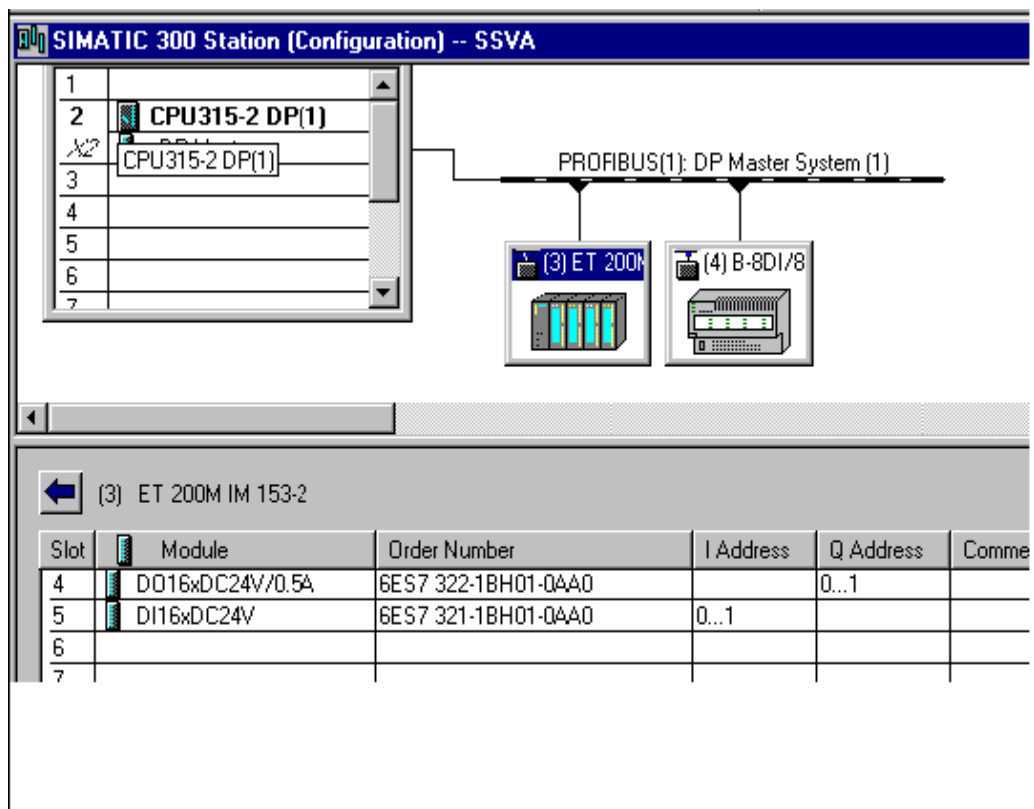 SIMATIC 300 Station (Configuration) -- SSVA
1
2 CPU315-2 DP(1)
X2
CPU315-2 DP(1)
3
4
5
6
7
PROFIBUS(1): DP Master System (1)
(3) ET 200M
(4) B-8DI/8
(3) ET 200M IM 153-2
Slot Module Order Number I Address Q Address Comme
4 DO16xDC24V/0.5A 6ES7 322-1BH01-0AA0 0...1
5 DI16xDC24V 6ES7 321-1BH01-0AA0 0...1
6
7